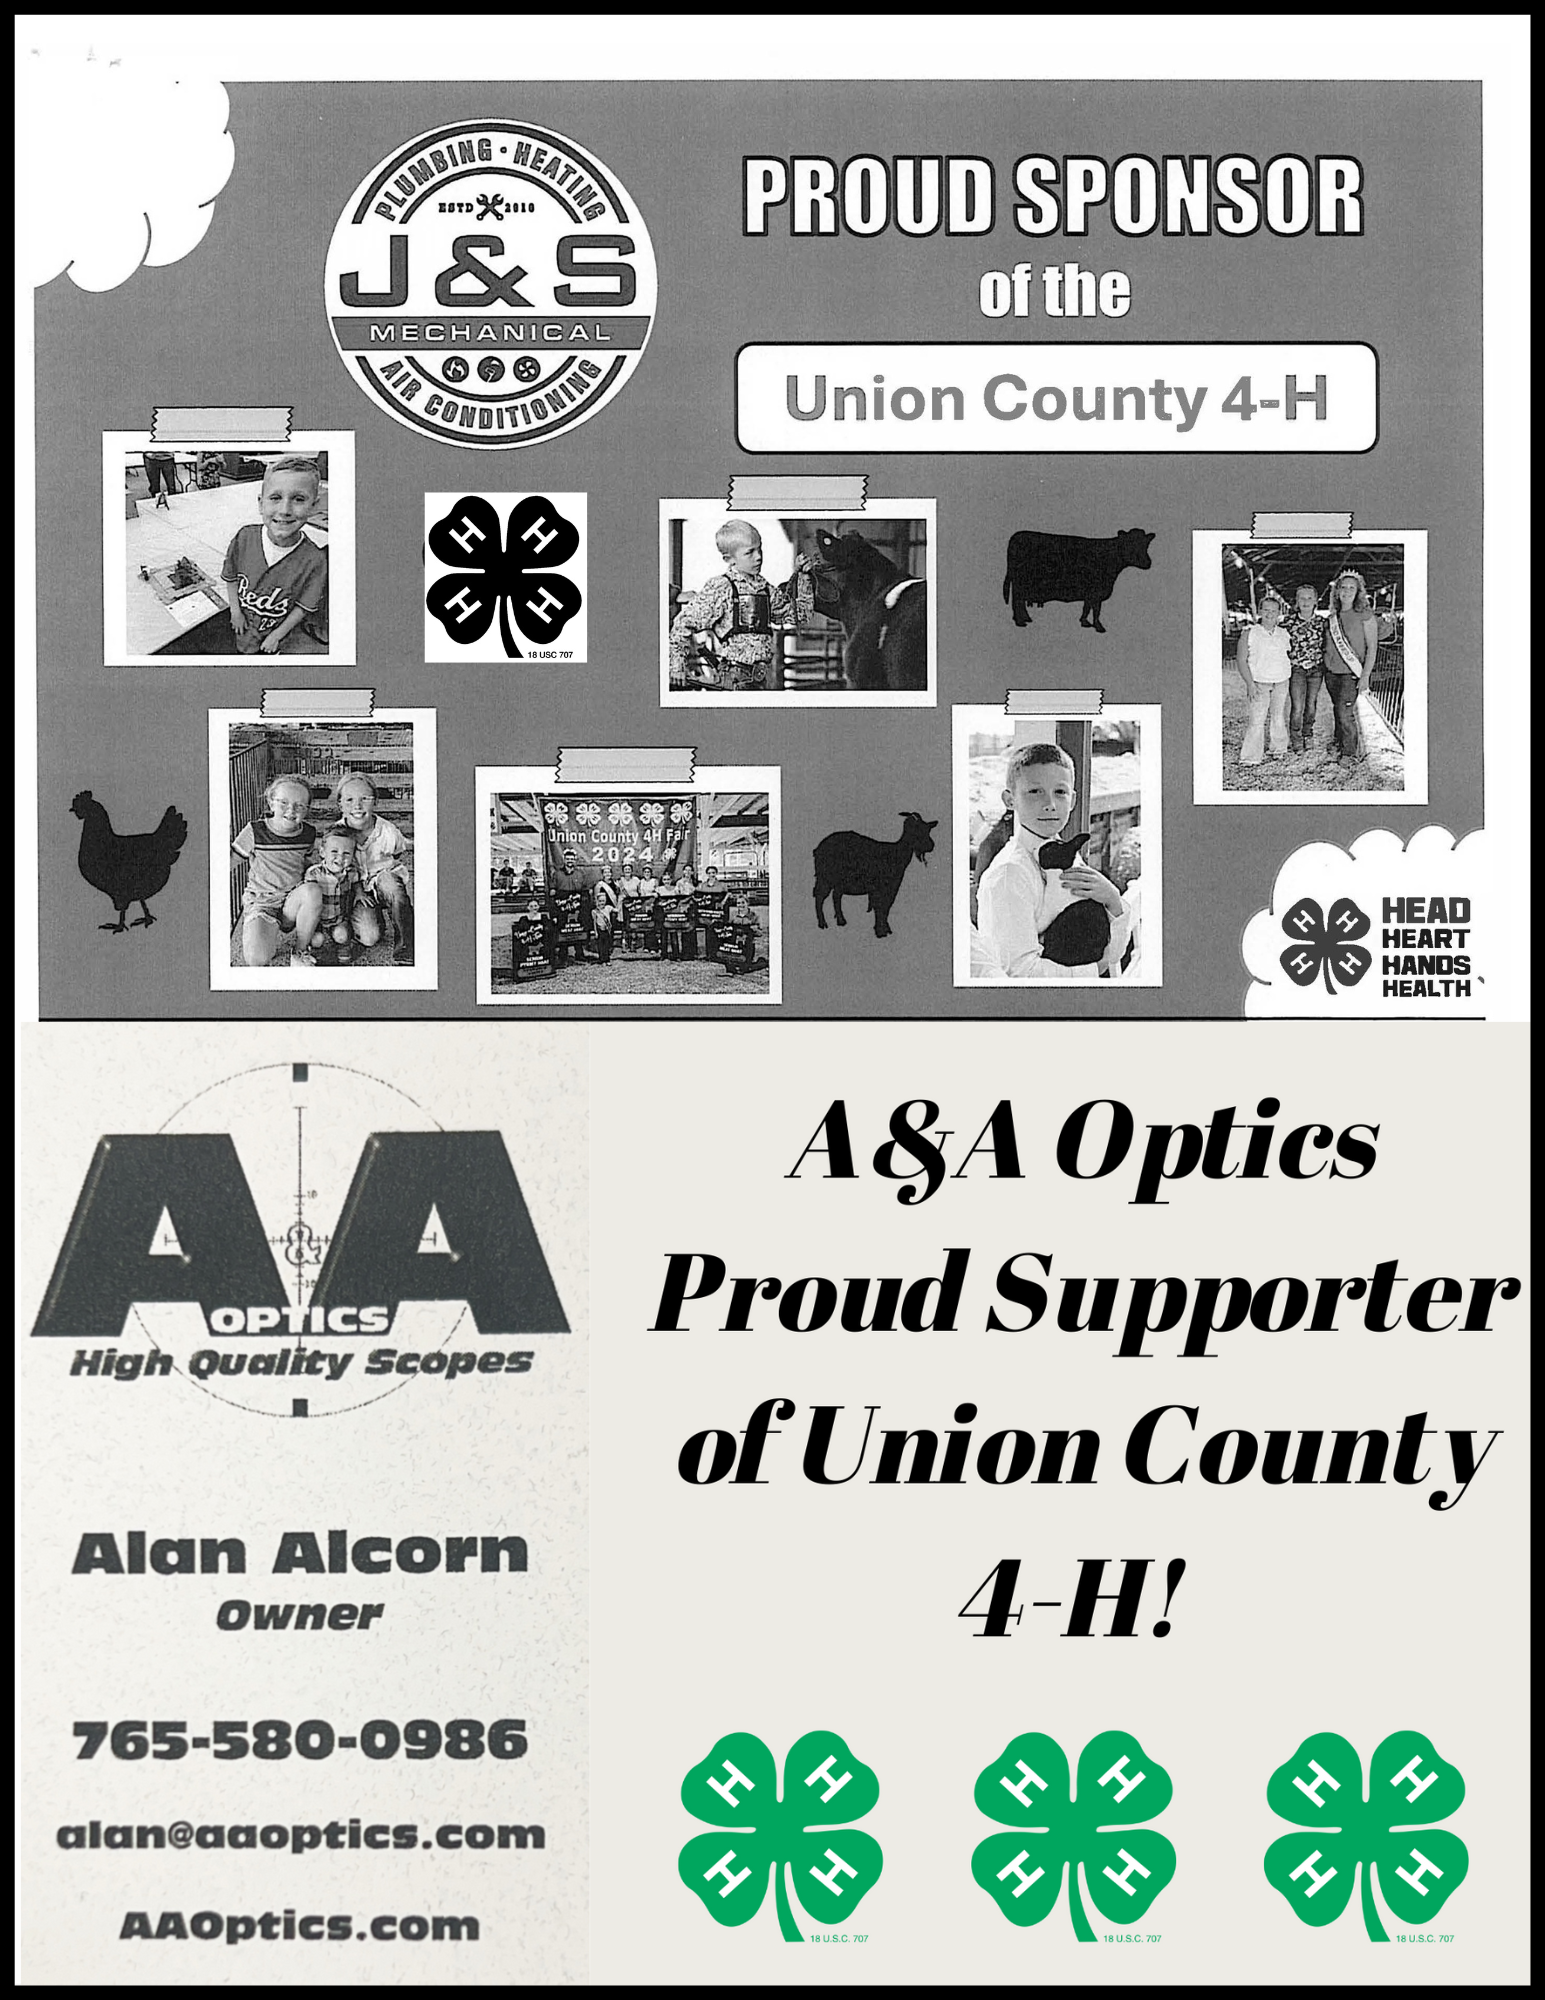 PLUMBING • HEATING
ESTD 2010
J & S
MECHANICAL
AIR CONDITIONING
PROUD SPONSOR
of the
Union County 4-H
Reds
23
H H
H H
18 USC 707
Union County 4H Fair
2024
H H
H H
HEAD
HEART
HANDS
HEALTH
A&A
OPTICS
High Quality Scopes
Alan Alcorn
Owner
765-580-0986
alan@aaoptics.com
AAOptics.com
A&A Optics
Proud Supporter
of Union County
4-H!
H H
H H
18 U.S.C. 707
H H
H H
18 U.S.C. 707
H H
H H
18 U.S.C. 707